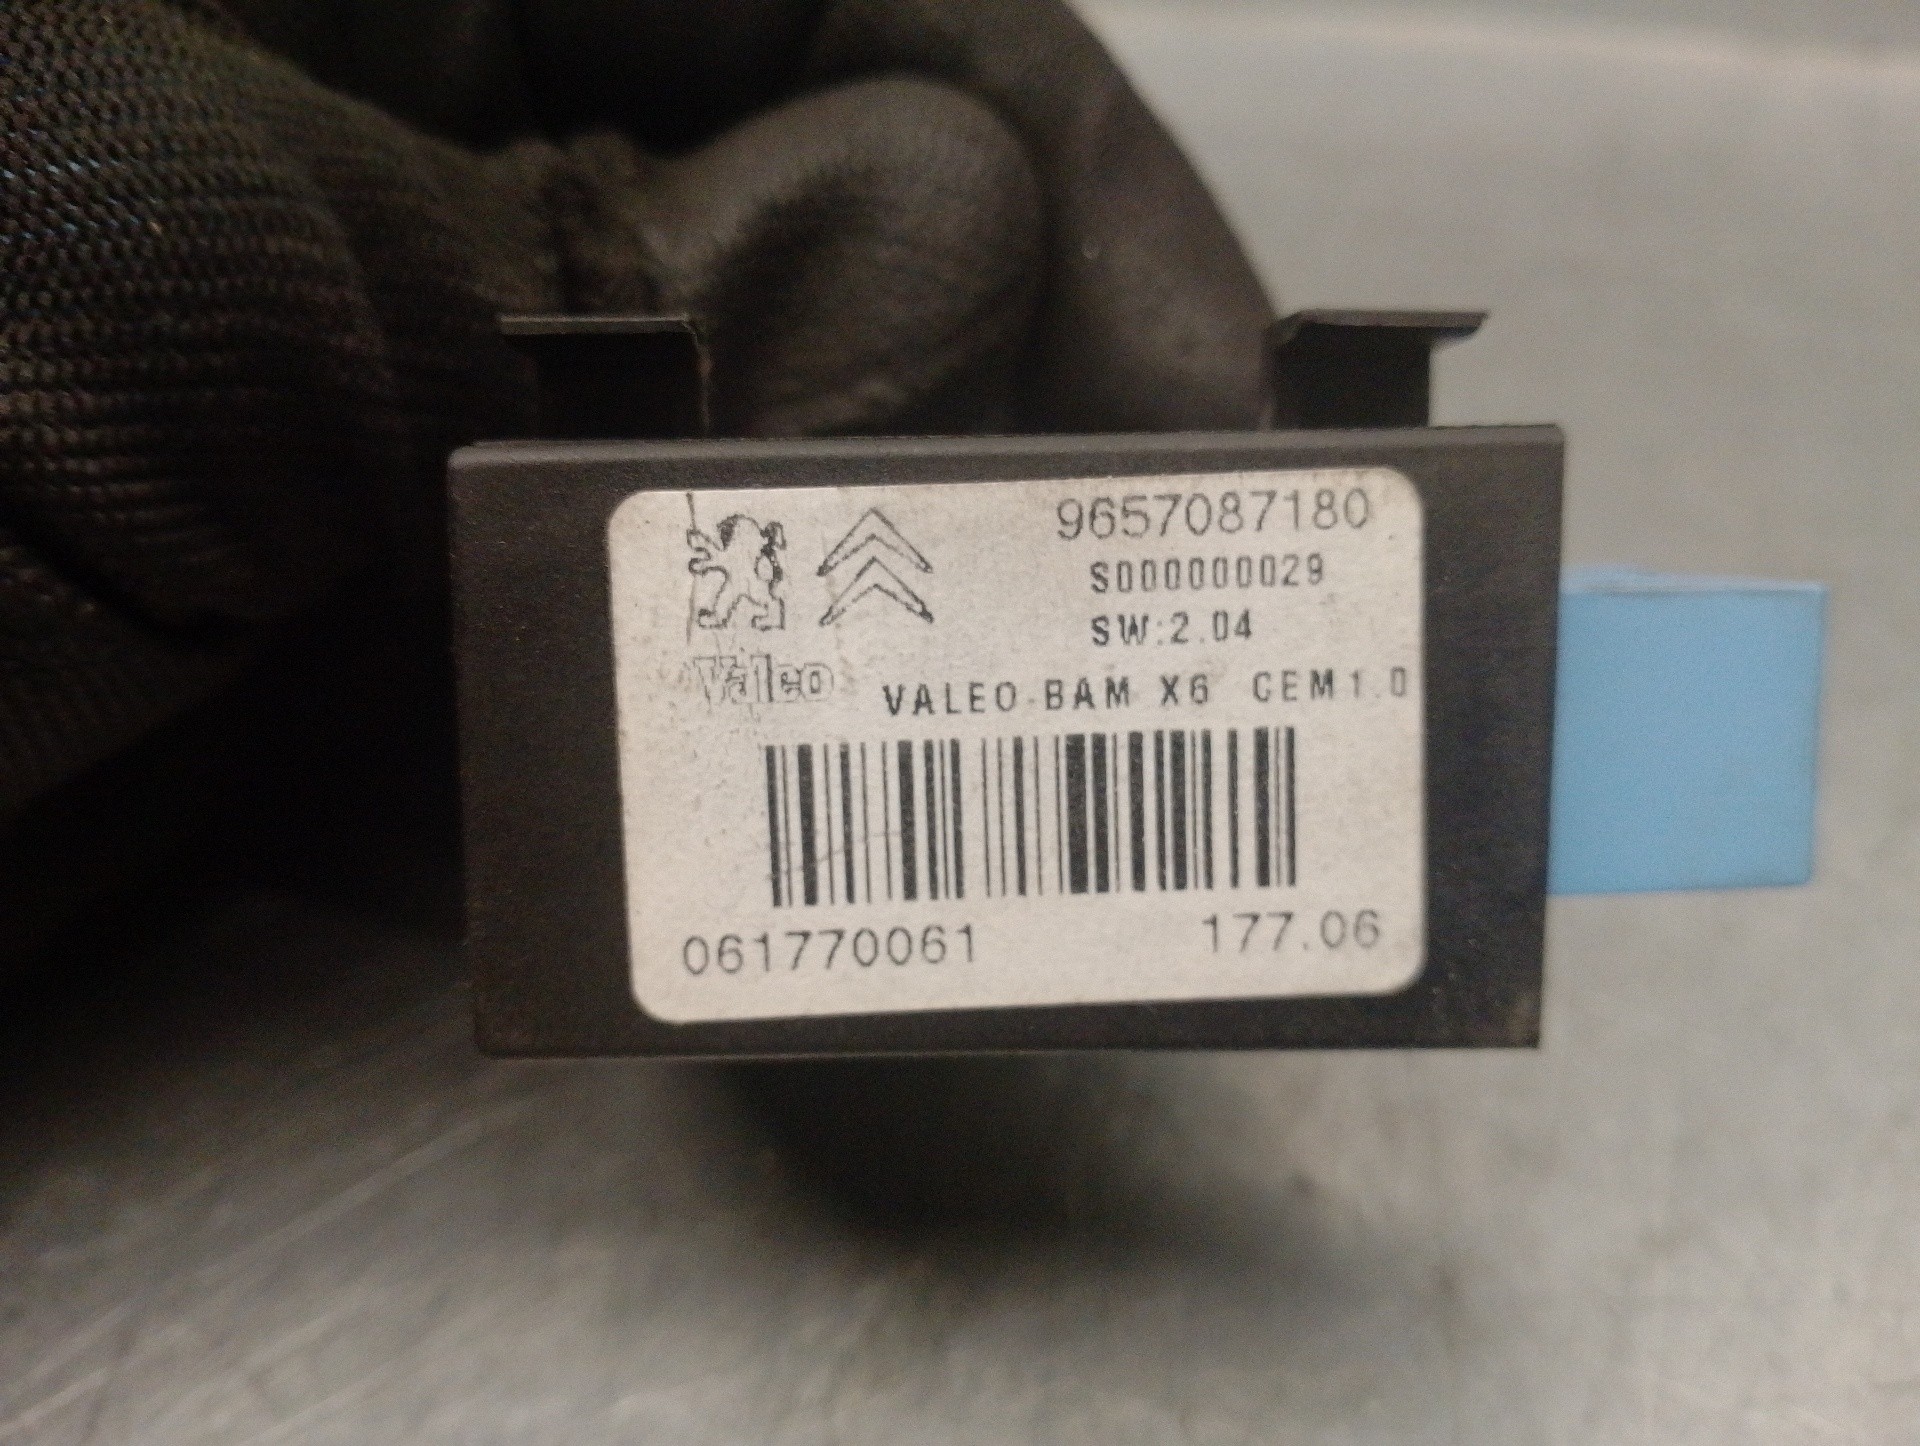 9657087180
S000000029
SW:2.04
Valeo VALEO BAM X6 CEM1.0
061770061 177.06